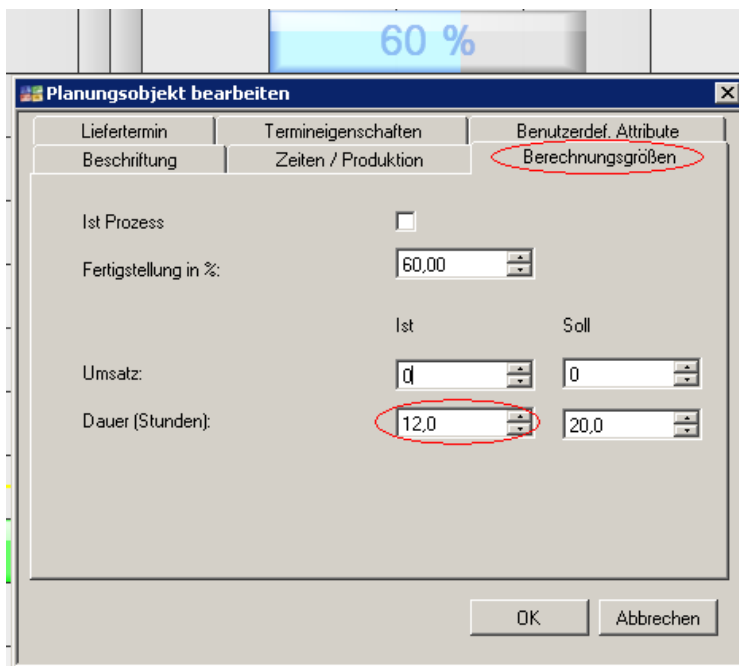 60 %
Planungsobjekt bearbeiten
Liefertermin Termineigenschaften Benutzerdef. Attribute
Beschriftung Zeiten / Produktion Berechnungsgrößen
Ist Prozess
Fertigstellung in %: 60,00
Ist Soll
Umsatz: 0 0
Dauer (Stunden): 12,0 20,0
OK Abbrechen